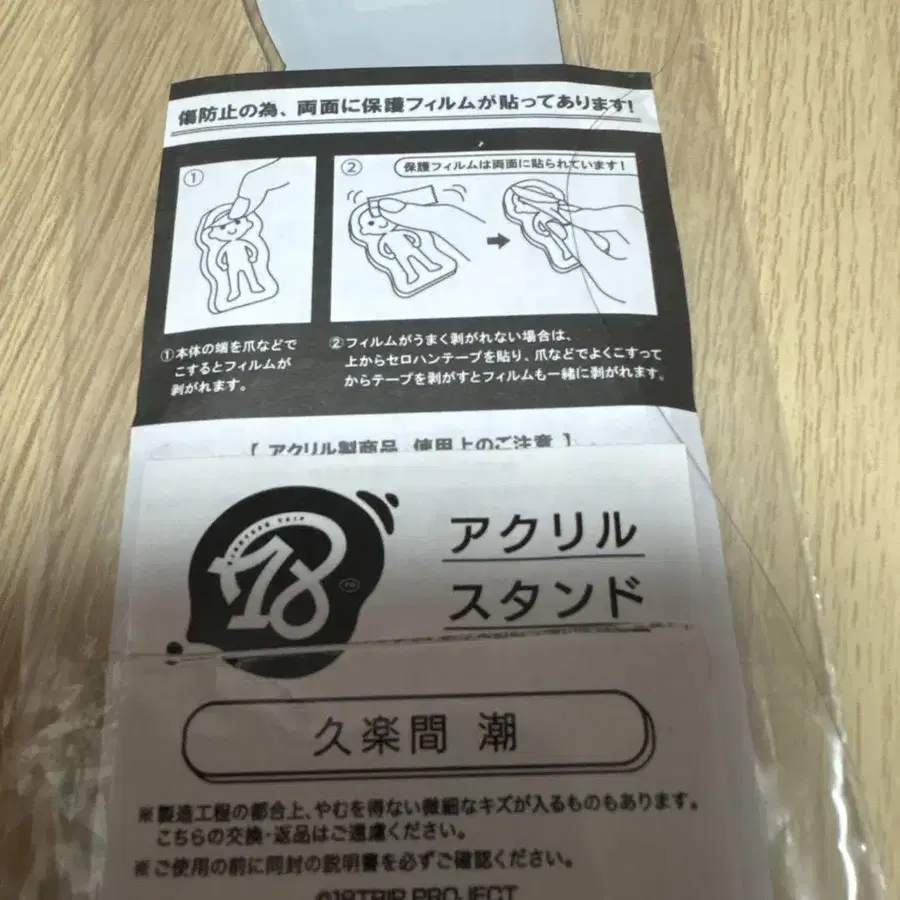 傷防止の為、両面に保護フィルムが貼ってあります!
①
②
保護フィルムは両面に貼られています!
①本体の端を爪などで
こするとフィルムが
剥がれます。
②フィルムがうまく剥がれない場合は、
上からセロハンテープを貼り、爪などでよくこすって
からテープを剥がすとフィルムも一緒に剥がれます。
【 アクリル製商品 使用上のご注意 】
EIGHTEEN TRIP
18
アクリル
スタンド
久楽間 潮
※製造工程の都合上、やむを得ない微細なキズが入るものもあります。
こちらの交換・返品はご遠慮ください。
※ご使用の前に同封の説明書を必ずご確認ください。
©18TRIP PROJECT